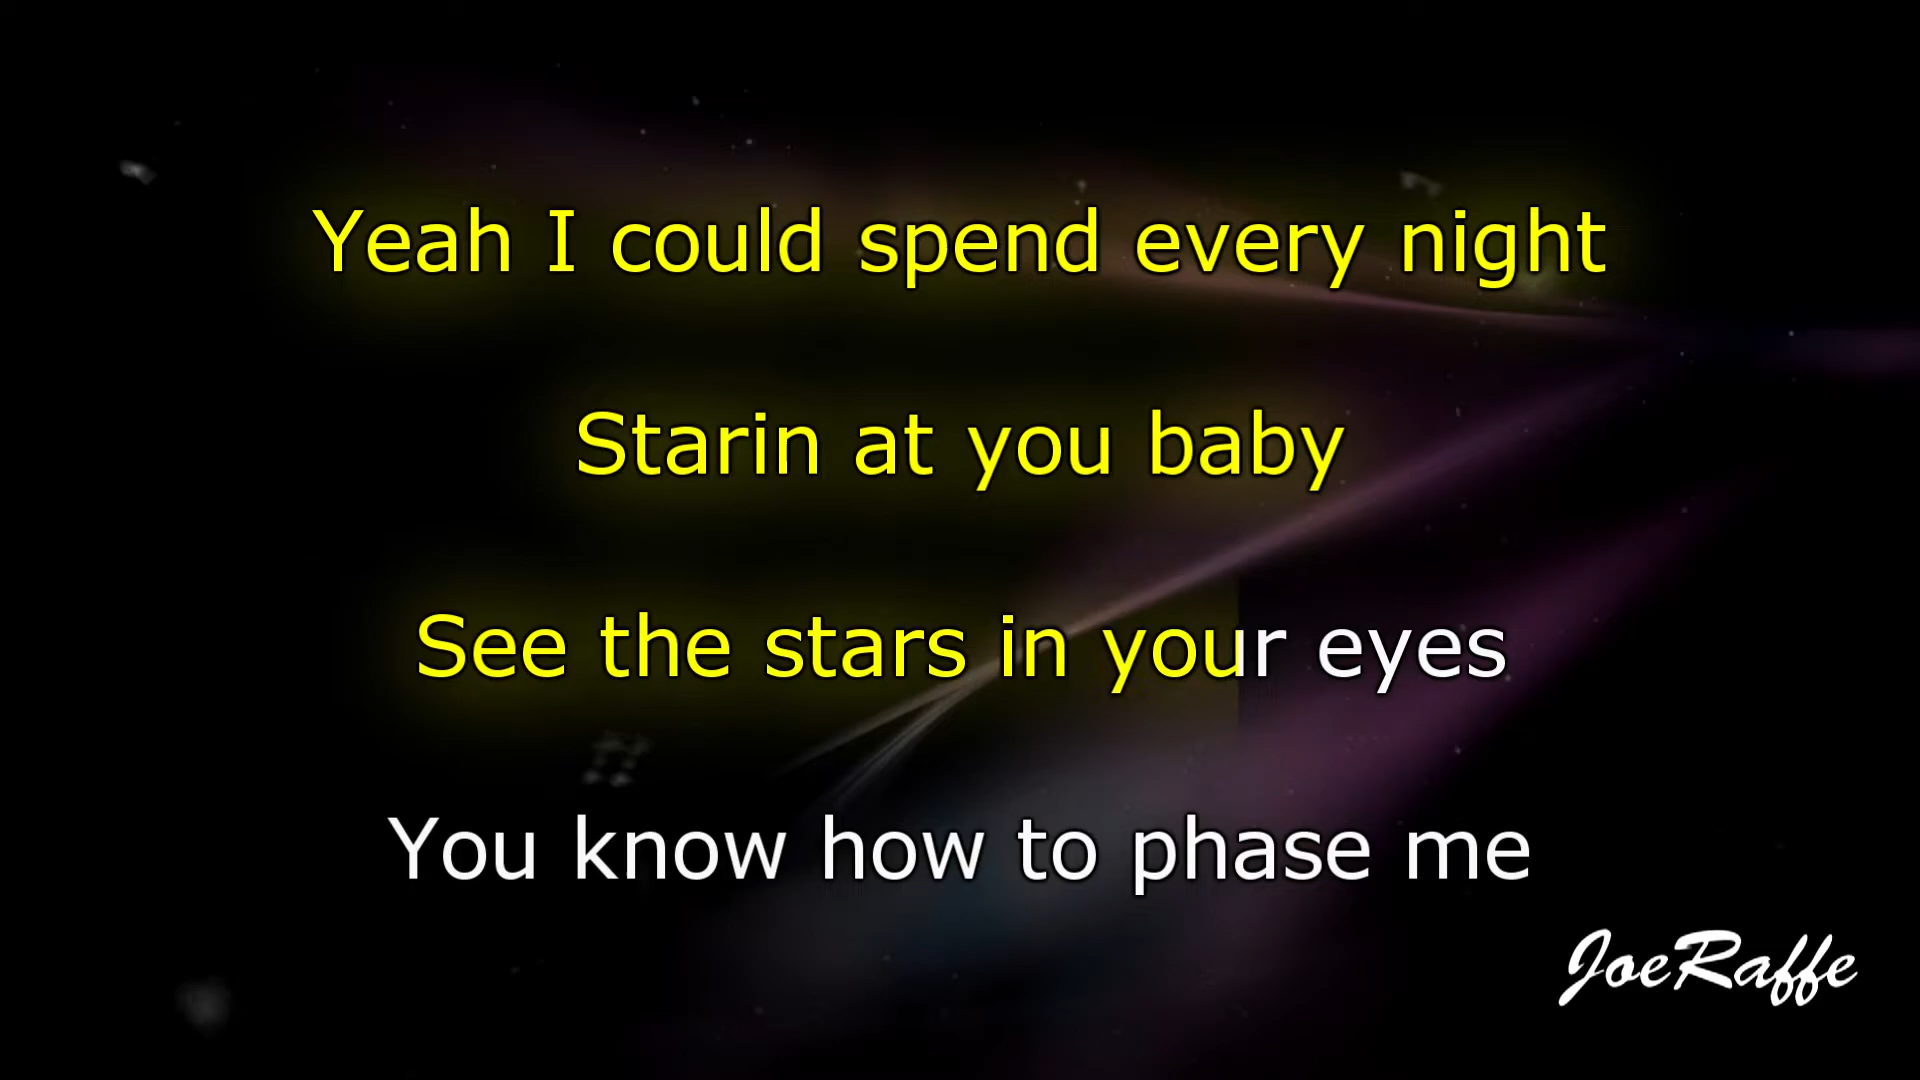 Yeah I could spend every night
Starin at you baby
See the stars in your eyes
You know how to phase me
JoeRaffe